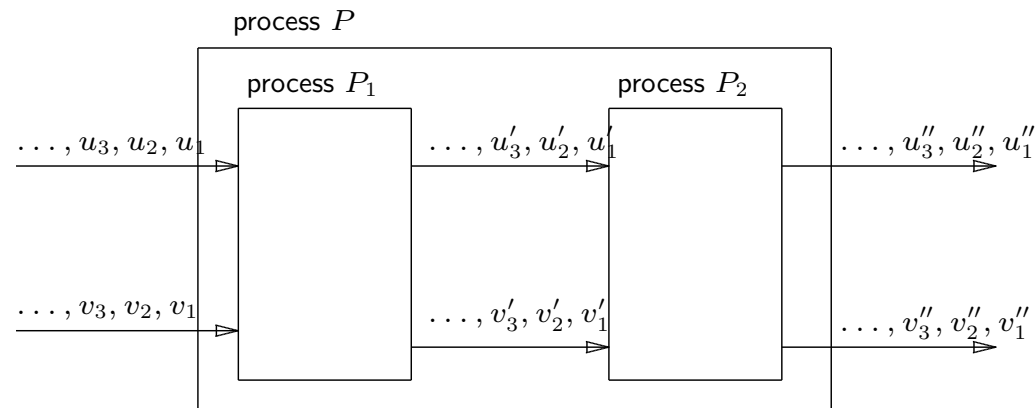 process P
process P₁
process P₂
..., u₃, u₂, u₁
..., u′₃, u′₂, u′₁
..., u″₃, u″₂, u″₁
..., v₃, v₂, v₁
..., v′₃, v′₂, v′₁
..., v″₃, v″₂, v″₁